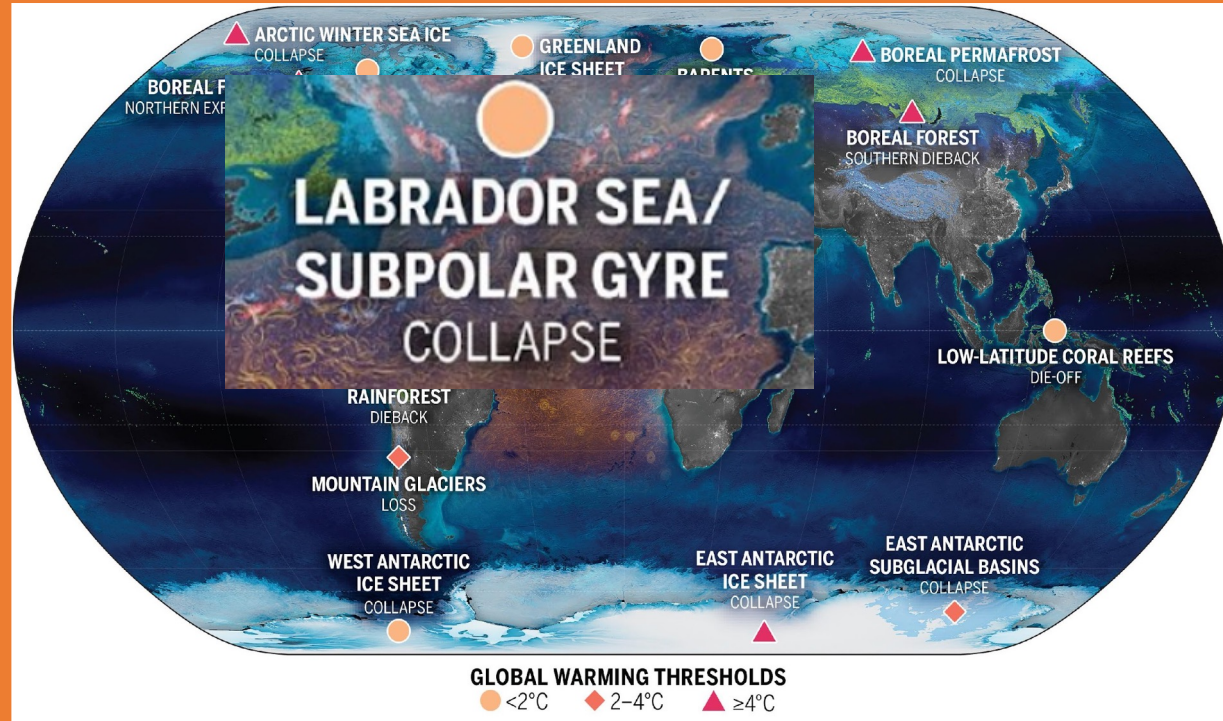 ARCTIC WINTER SEA ICE
COLLAPSE
GREENLAND
ICE SHEET
BARENTS
BOREAL PERMAFROST
COLLAPSE
BOREAL F
NORTHERN EXP
BOREAL FOREST
SOUTHERN DIEBACK
LABRADOR SEA/
SUBPOLAR GYRE
COLLAPSE
LOW-LATITUDE CORAL REEFS
DIE-OFF
RAINFOREST
DIEBACK
MOUNTAIN GLACIERS
LOSS
WEST ANTARCTIC
ICE SHEET
COLLAPSE
EAST ANTARCTIC
ICE SHEET
COLLAPSE
EAST ANTARCTIC
SUBGLACIAL BASINS
COLLAPSE
GLOBAL WARMING THRESHOLDS
<2°C 2–4°C ≥4°C